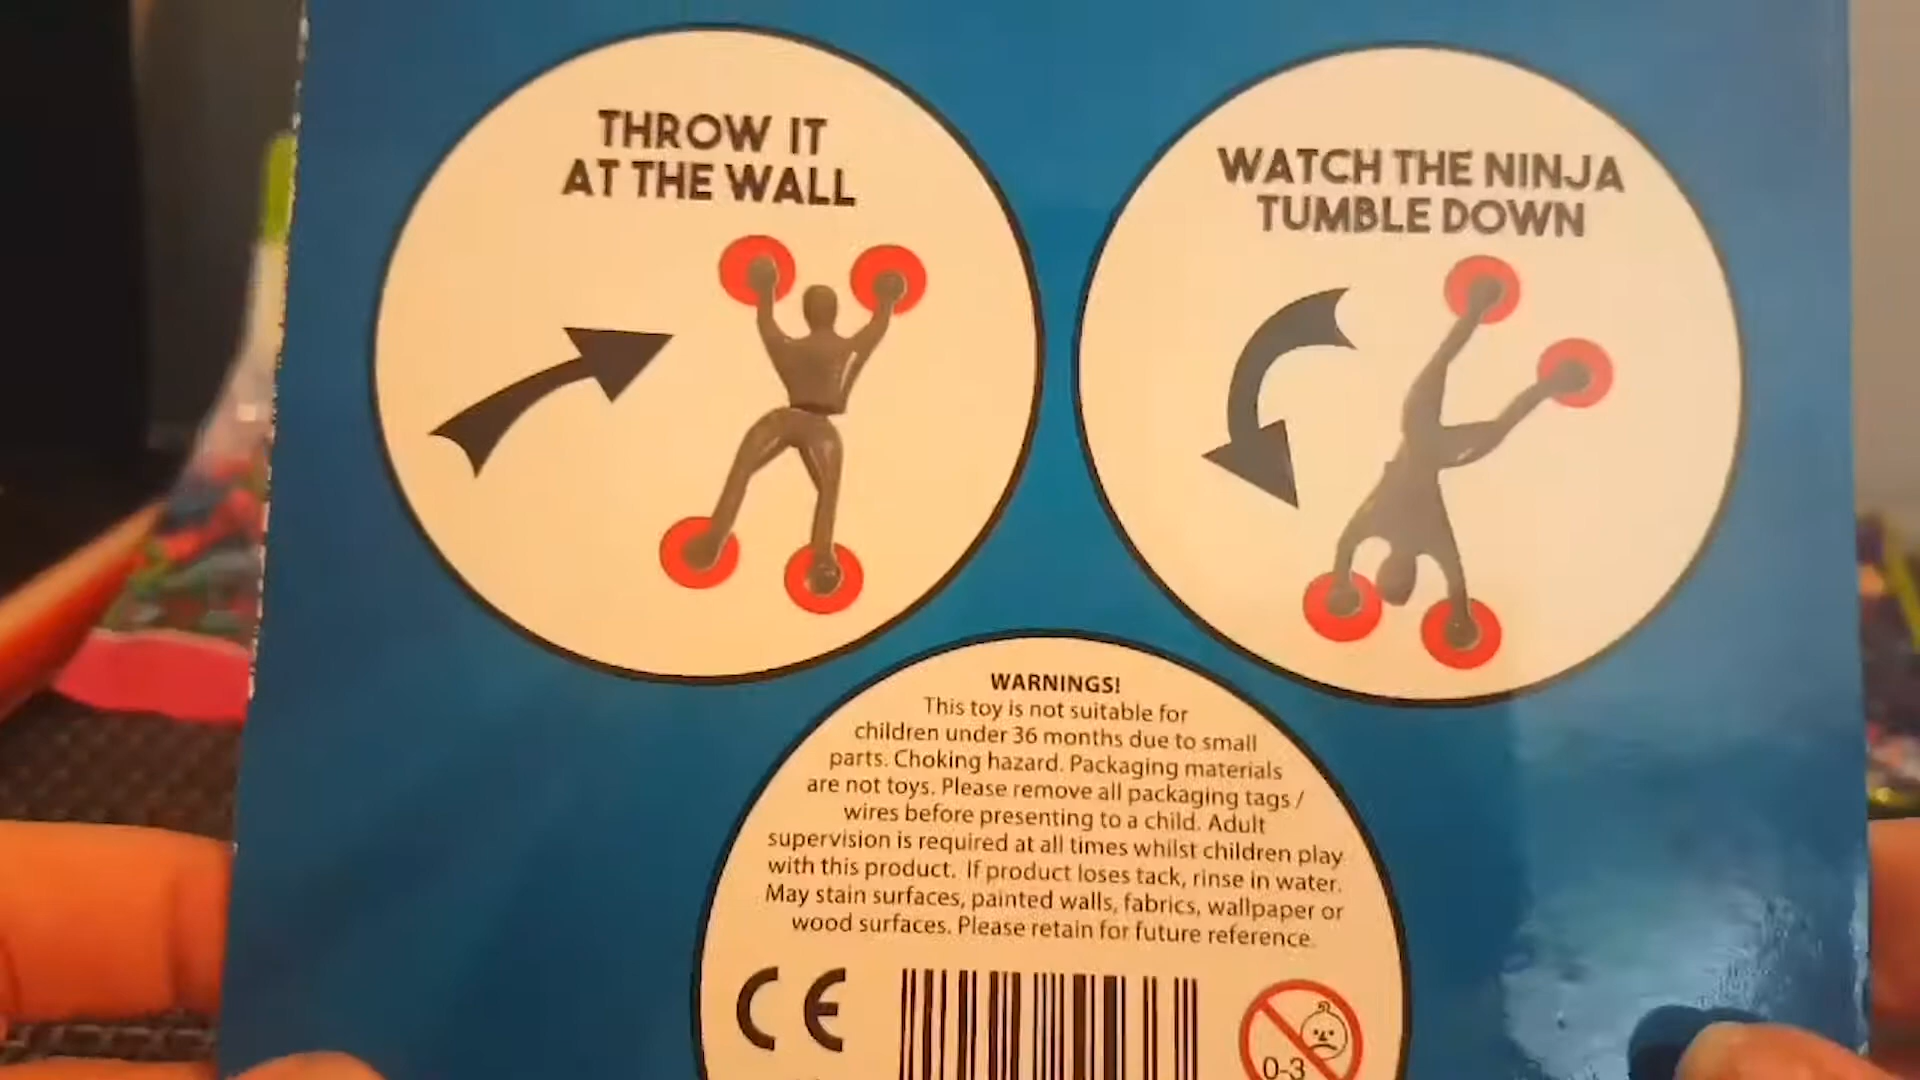 THROW IT
AT THE WALL
WATCH THE NINJA
TUMBLE DOWN
WARNINGS!
This toy is not suitable for
children under 36 months due to small
parts. Choking hazard. Packaging materials
are not toys. Please remove all packaging tags /
wires before presenting to a child. Adult
supervision is required at all times whilst children play
with this product. If product loses tack, rinse in water.
May stain surfaces, painted walls, fabrics, wallpaper or
wood surfaces. Please retain for future reference.
CE
0-3